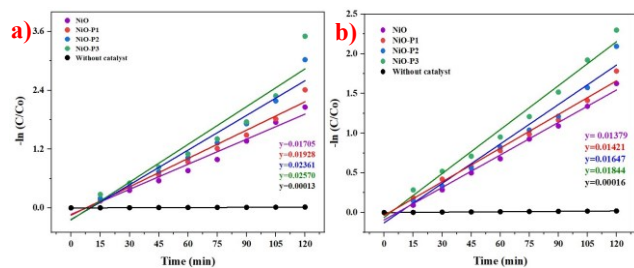 a)
NiO
NiO-P1
NiO-P2
NiO-P3
Without catalyst
-ln (C/Co)
3.6
2.4
1.2
0.0
y=0.01705
y=0.01928
y=0.02361
y=0.02570
y=0.00013
0 15 30 45 60 75 90 105 120
Time (min)
b)
NiO
NiO-P1
NiO-P2
NiO-P3
Without catalyst
-ln (C/Co)
2.5
2.0
1.5
1.0
0.5
0.0
y= 0.01379
y=0.01421
y=0.01647
y= 0.01844
y=0.00016
0 15 30 45 60 75 90 105 120
Time (min)